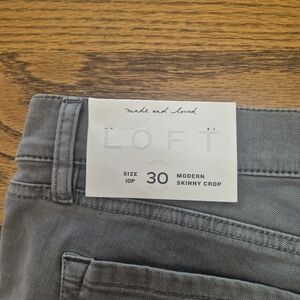 made and loved
LOFT
SIZE 30 MODERN
10P SKINNY CROP